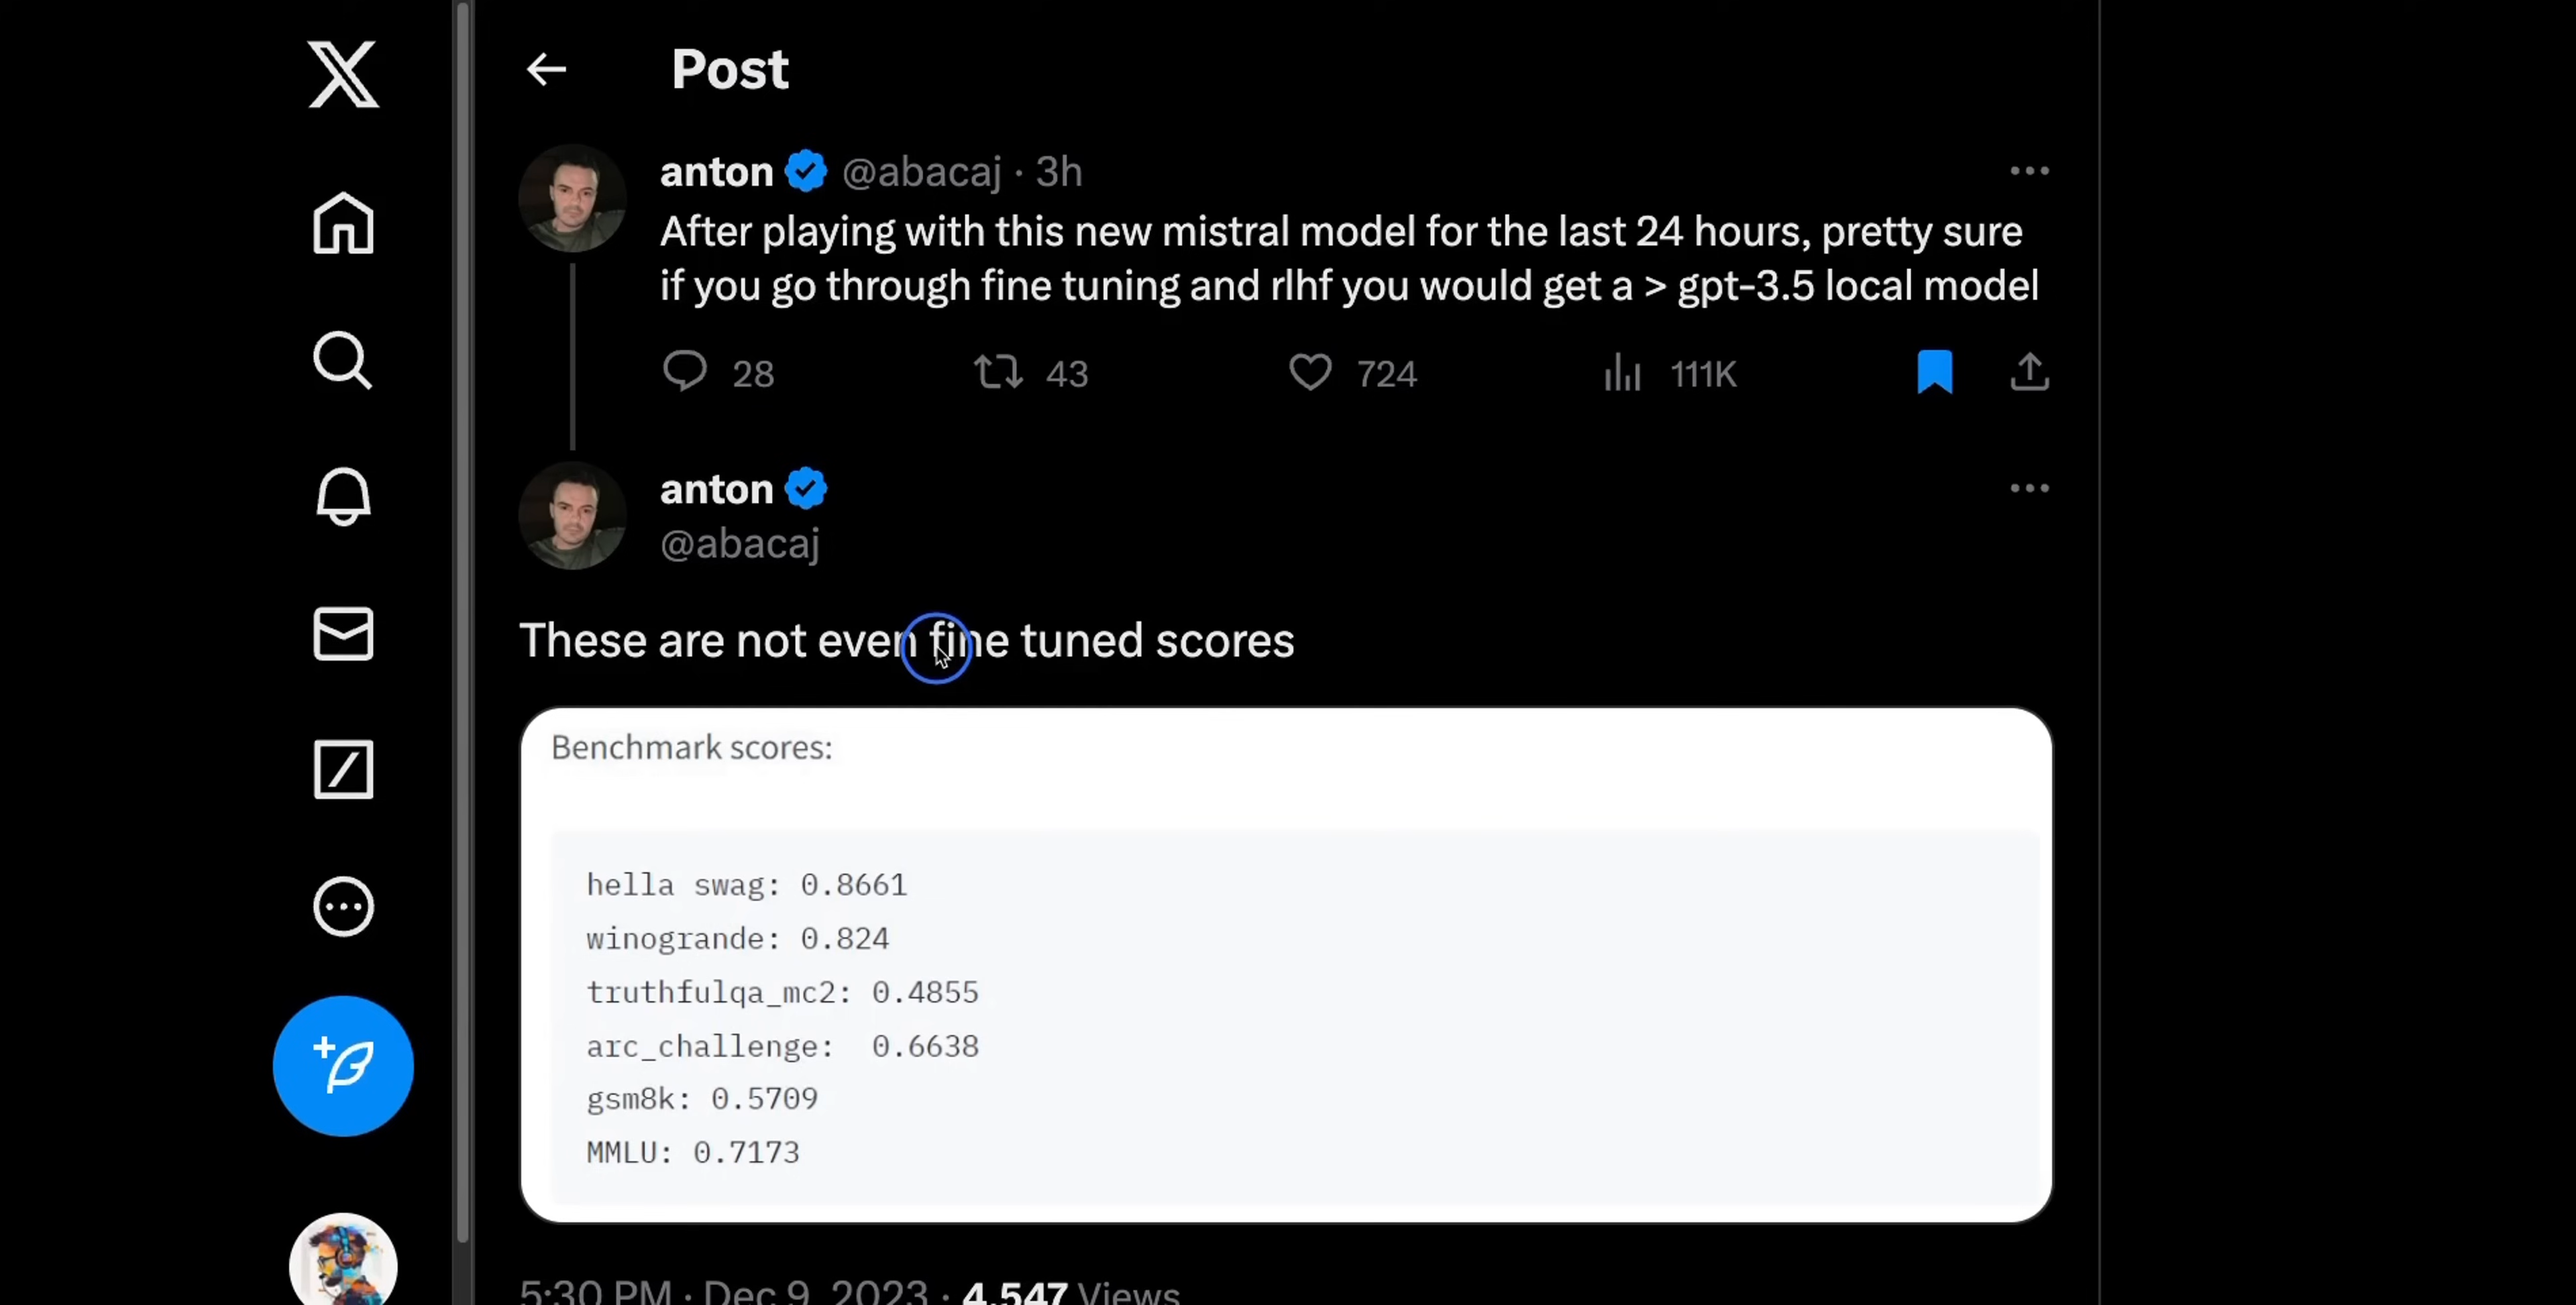 Post
anton @abacaj · 3h
After playing with this new mistral model for the last 24 hours, pretty sure
if you go through fine tuning and rlhf you would get a > gpt-3.5 local model
28 43 724 111K
anton
@abacaj
These are not even fine tuned scores
Benchmark scores:
hella swag: 0.8661
winogrande: 0.824
truthfulqa_mc2: 0.4855
arc_challenge:  0.6638
gsm8k: 0.5709
MMLU: 0.7173
5:30 PM · Dec 9, 2023 · 4,547 Views